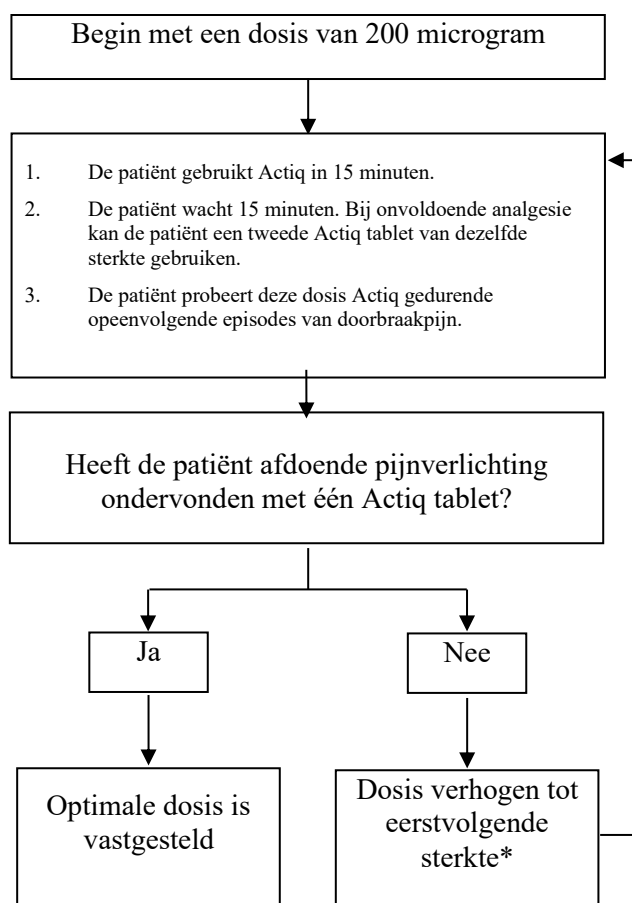 Begin met een dosis van 200 microgram
1. De patiënt gebruikt Actiq in 15 minuten.
2. De patiënt wacht 15 minuten. Bij onvoldoende analgesie
kan de patiënt een tweede Actiq tablet van dezelfde
sterkte gebruiken.
3. De patiënt probeert deze dosis Actiq gedurende
opeenvolgende episodes van doorbraakpijn.
Heeft de patiënt afdoende pijnverlichting
ondervonden met één Actiq tablet?
Ja
Nee
Optimale dosis is
vastgesteld
Dosis verhogen tot
eerstvolgende
sterkte*